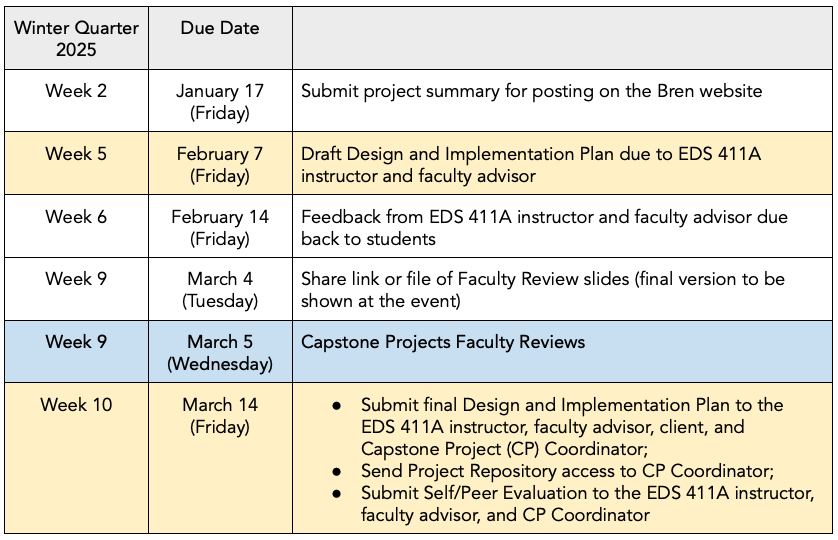 Winter Quarter
2025
Due Date
Week 2
January 17
(Friday)
Submit project summary for posting on the Bren website
Week 5
February 7
(Friday)
Draft Design and Implementation Plan due to EDS 411A
instructor and faculty advisor
Week 6
February 14
(Friday)
Feedback from EDS 411A instructor and faculty advisor due
back to students
Week 9
March 4
(Tuesday)
Share link or file of Faculty Review slides (final version to be
shown at the event)
Week 9
March 5
(Wednesday)
Capstone Projects Faculty Reviews
Week 10
March 14
(Friday)
● Submit final Design and Implementation Plan to the
EDS 411A instructor, faculty advisor, client, and
Capstone Project (CP) Coordinator;
● Send Project Repository access to CP Coordinator;
● Submit Self/Peer Evaluation to the EDS 411A instructor,
faculty advisor, and CP Coordinator